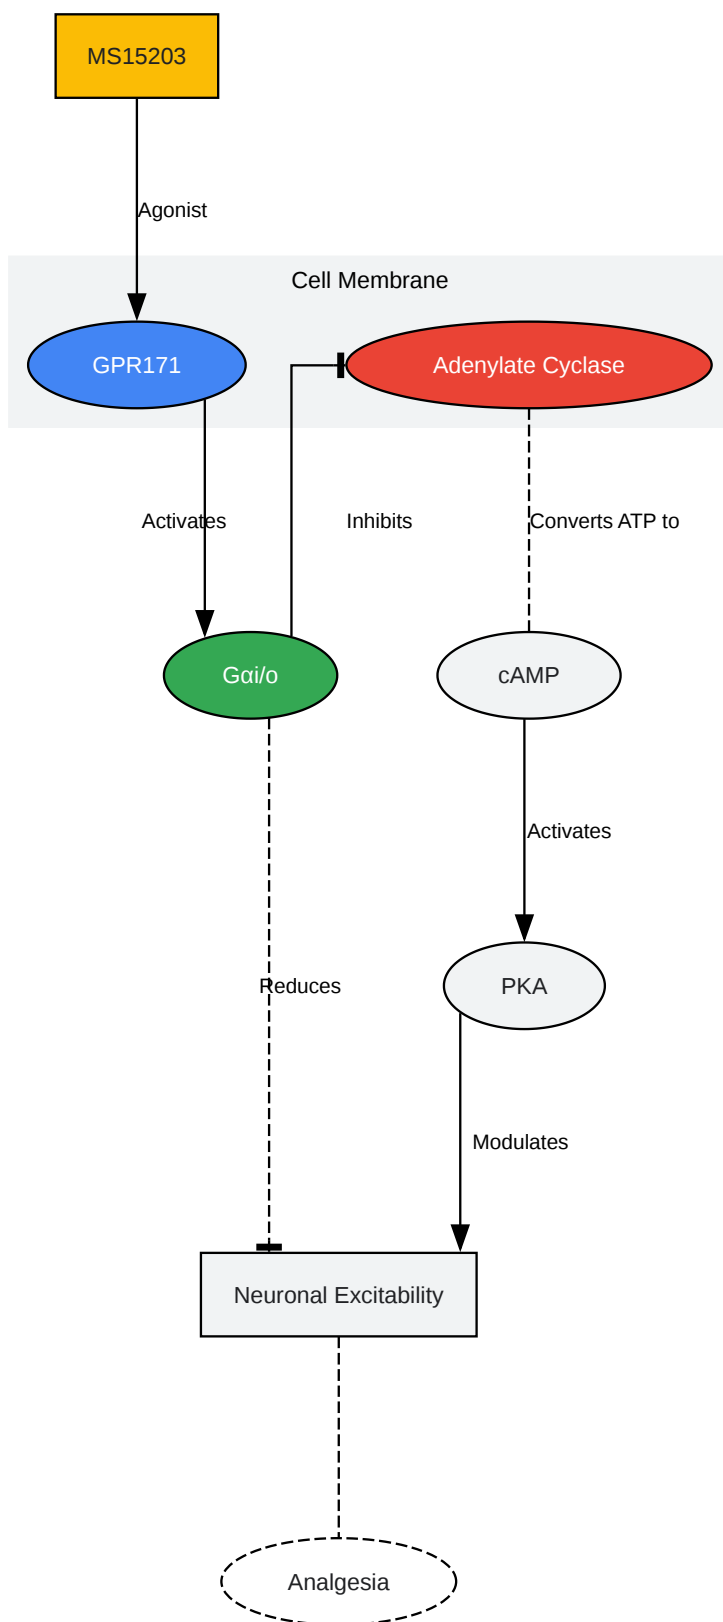 MS15203
Agonist
Cell Membrane
GPR171
Adenylate Cyclase
Activates
Inhibits
Converts ATP to
Gαi/o
cAMP
Activates
Reduces
PKA
Modulates
Neuronal Excitability
Analgesia